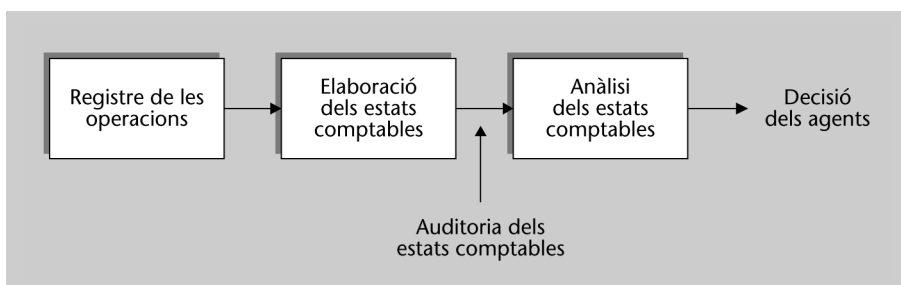 Registre de les
operacions
Elaboració
dels estats
comptables
Anàlisi
dels estats
comptables
Decisió
dels agents
Auditoria dels
estats comptables